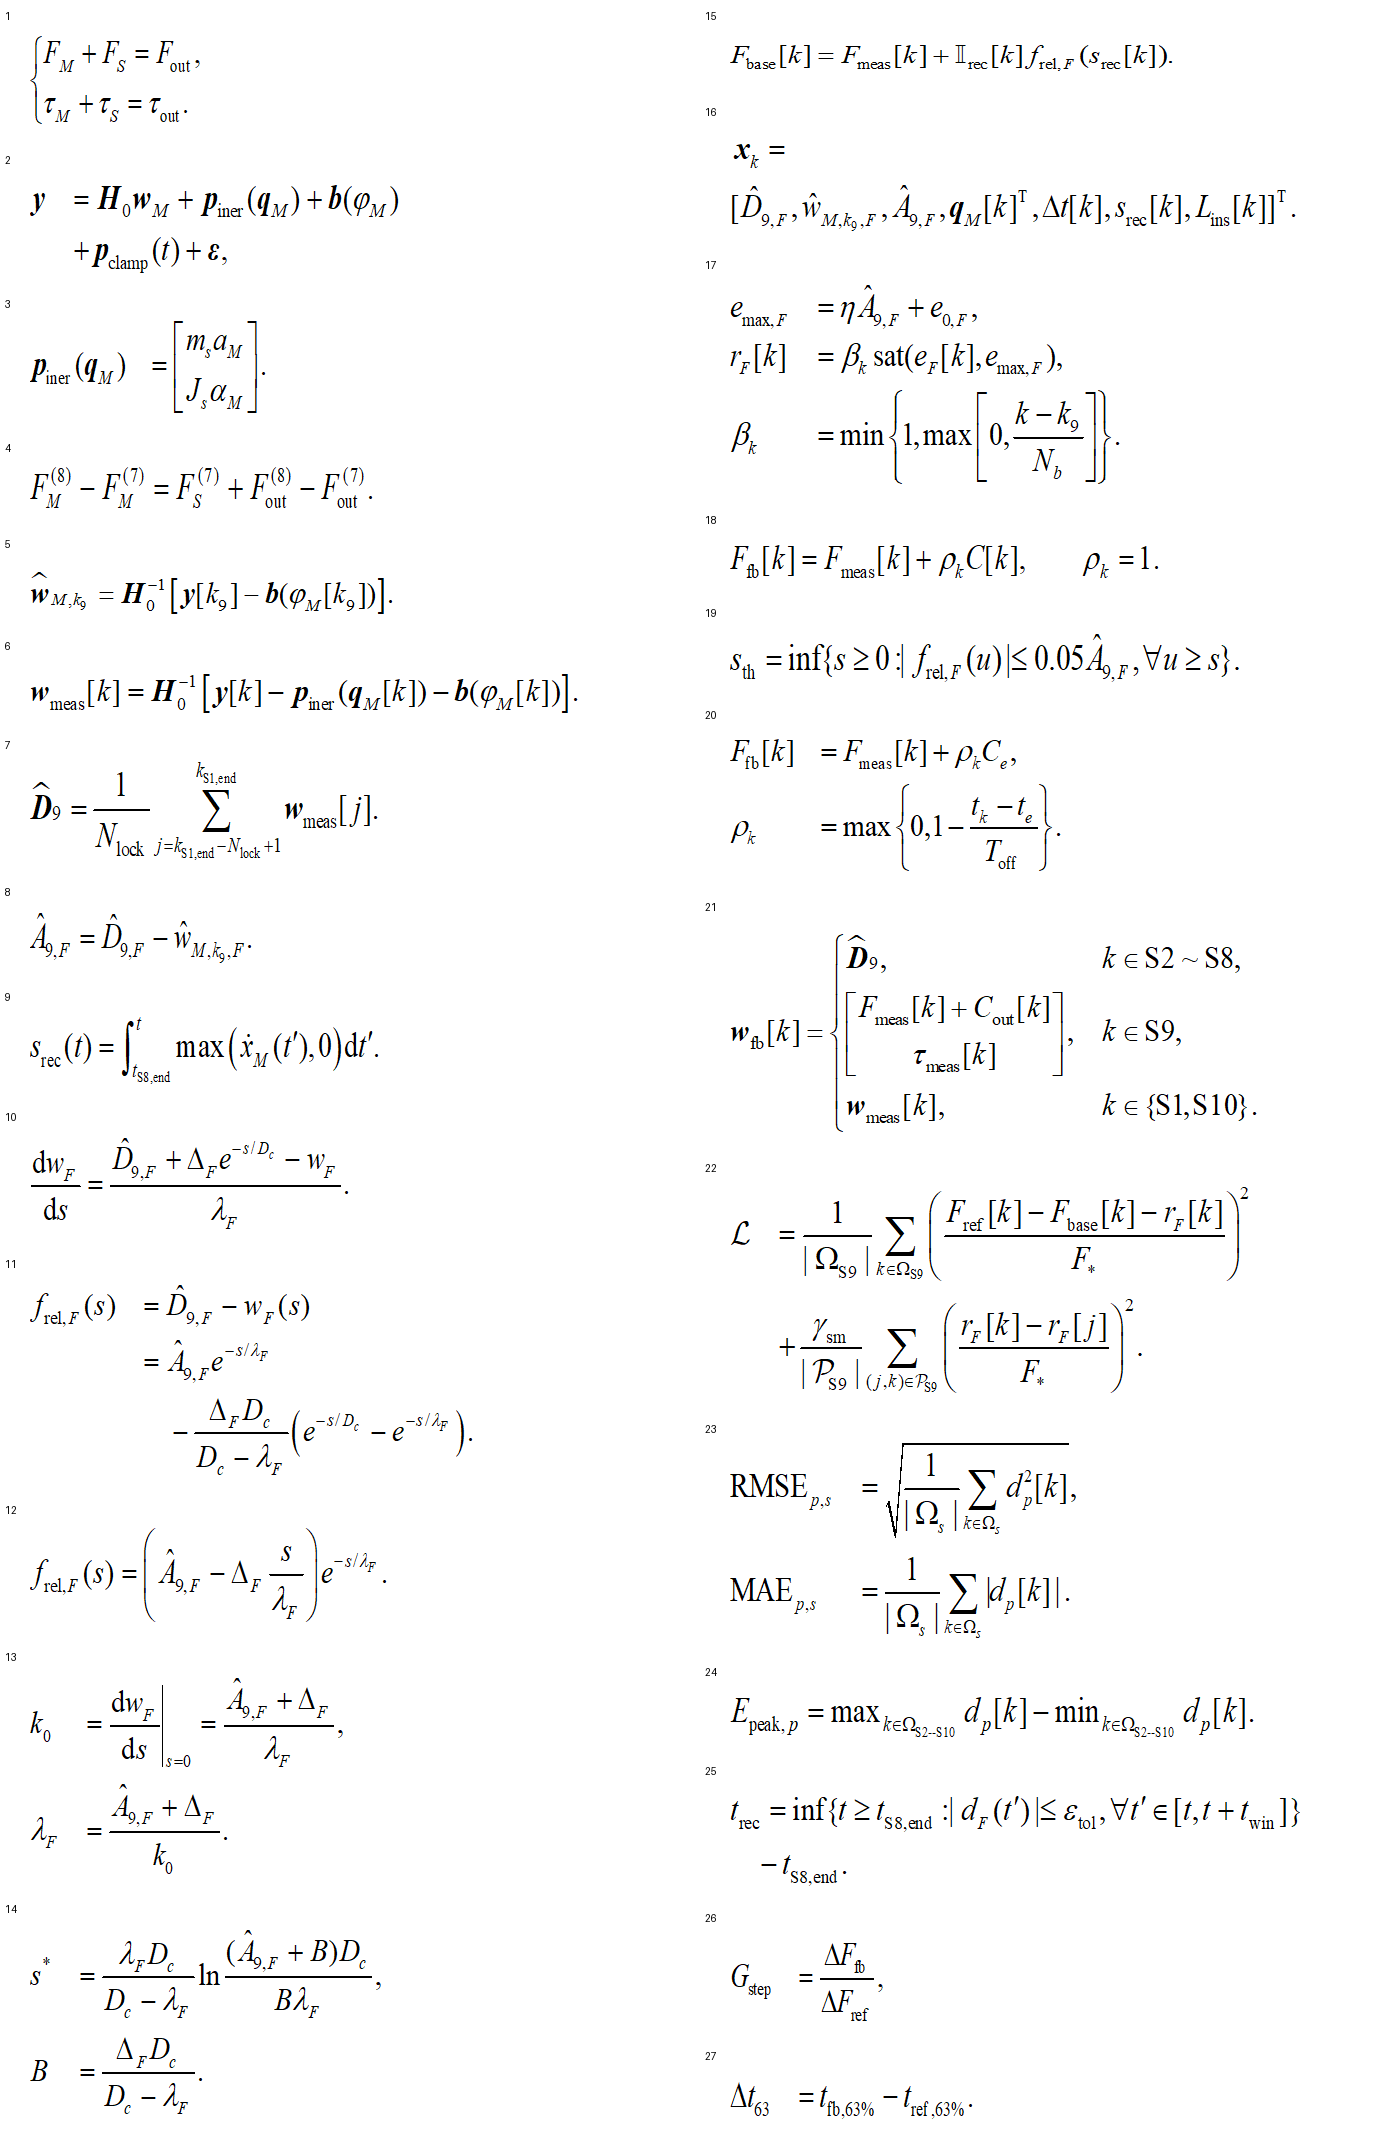 1
F_M + F_S = F_out,
τ_M + τ_S = τ_out.
2
y = H_0 w_M + p_iner(q_M) + b(φ_M)
+ p_clamp(t) + ε,
3
p_iner(q_M) = [m_s a_M; J_s α_M].
4
F_M^(8) − F_M^(7) = F_S^(7) + F_out^(8) − F_out^(7).
5
ŵ_{M,k_9} = H_0^{−1}[y[k_9] − b(φ_M[k_9])].
6
w_meas[k] = H_0^{−1}[y[k] − p_iner(q_M[k]) − b(φ_M[k])].
7
D̂_9 = 1/N_lock ∑_{j=k_{S1,end}−N_lock+1}^{k_{S1,end}} w_meas[j].
8
Â_{9,F} = D̂_{9,F} − ŵ_{M,k_9,F}.
9
s_rec(t) = ∫_{t_{S8,end}}^{t} max(ẋ_M(t′),0)dt′.
10
dw_F/ds = (D̂_{9,F} + Δ_F e^{−s/D_c} − w_F)/λ_F.
11
f_{rel,F}(s) = D̂_{9,F} − w_F(s)
= Â_{9,F} e^{−s/λ_F}
− (Δ_F D_c)/(D_c − λ_F) (e^{−s/D_c} − e^{−s/λ_F}).
12
f_{rel,F}(s) = (Â_{9,F} − Δ_F s/λ_F) e^{−s/λ_F}.
13
k_0 = dw_F/ds |_{s=0} = (Â_{9,F} + Δ_F)/λ_F,
λ_F = (Â_{9,F} + Δ_F)/k_0.
14
s^* = (λ_F D_c)/(D_c − λ_F) ln ((Â_{9,F} + B)D_c)/(Bλ_F),
B = (Δ_F D_c)/(D_c − λ_F).
15
F_base[k] = F_meas[k] + 𝕀_rec[k] f_{rel,F}(s_rec[k]).
16
x_k =
[D̂_{9,F}, ŵ_{M,k_9,F}, Â_{9,F}, q_M[k]^T, Δt[k], s_rec[k], L_ins[k]]^T.
17
e_{max,F} = ηÂ_{9,F} + e_{0,F},
r_F[k] = β_k sat(e_F[k], e_{max,F}),
β_k = min{1, max[0, (k − k_9)/N_b]}.
18
F_fb[k] = F_meas[k] + ρ_k C[k], ρ_k = 1.
19
s_th = inf{s ≥ 0 :| f_{rel,F}(u) |≤ 0.05Â_{9,F}, ∀u ≥ s}.
20
F_fb[k] = F_meas[k] + ρ_k C_e,
ρ_k = max{0, 1 − (t_k − t_e)/T_off}.
21
w_fb[k] = { D̂_9, k ∈ S2 ~ S8,
[F_meas[k] + C_out[k]; τ_meas[k]], k ∈ S9,
w_meas[k], k ∈ {S1, S10}.
22
ℒ = 1/|Ω_S9| ∑_{k∈Ω_S9} ((F_ref[k] − F_base[k] − r_F[k])/F_*)^2
+ γ_sm/|𝒫_S9| ∑_{(j,k)∈𝒫_S9} ((r_F[k] − r_F[j])/F_*)^2.
23
RMSE_{p,s} = √(1/|Ω_s| ∑_{k∈Ω_s} d_p^2[k]),
MAE_{p,s} = 1/|Ω_s| ∑_{k∈Ω_s} |d_p[k]|.
24
E_{peak,p} = max_{k∈Ω_{S2--S10}} d_p[k] − min_{k∈Ω_{S2--S10}} d_p[k].
25
t_rec = inf{t ≥ t_{S8,end} :| d_F(t′) |≤ ε_tol, ∀t′ ∈ [t, t + t_win]}
− t_{S8,end}.
26
G_step = ΔF_fb/ΔF_ref,
27
Δt_63 = t_{fb,63%} − t_{ref,63%}.